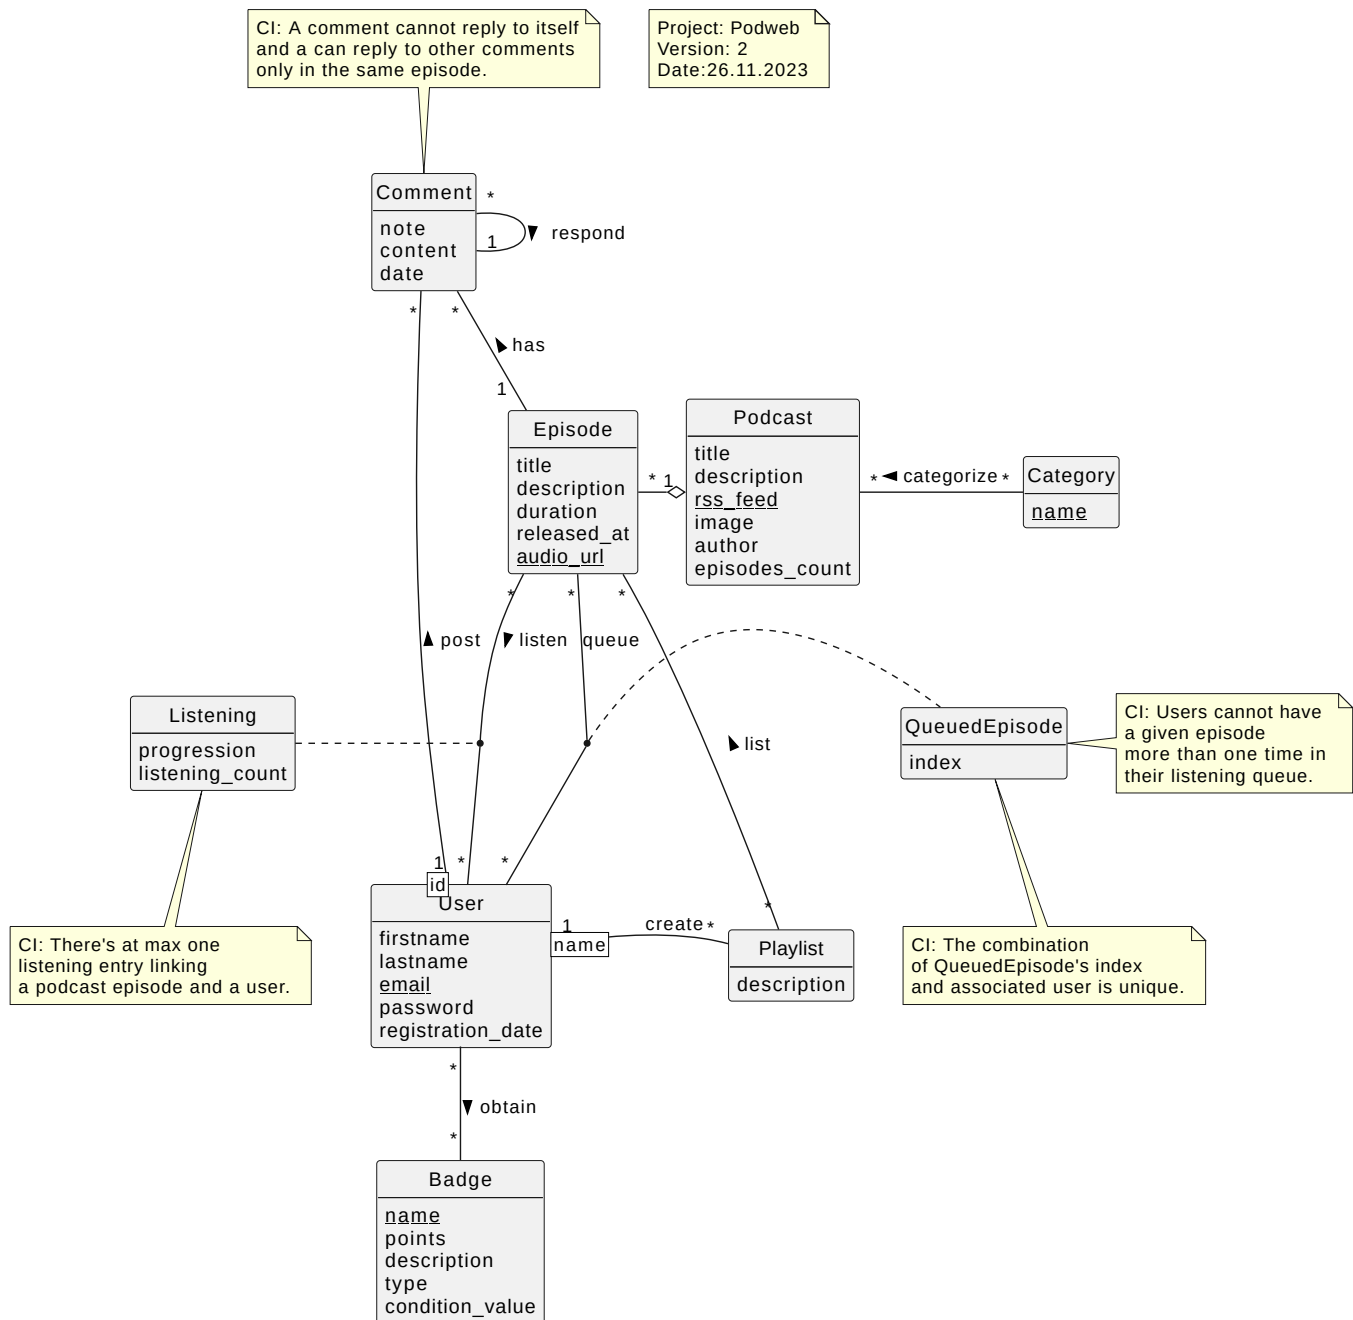 CI: A comment cannot reply to itself
and a can reply to other comments
only in the same episode.
Project: Podweb
Version: 2
Date:26.11.2023
Comment
note
content
date
*
1
respond
*
*
has
1
Episode
title
description
duration
released_at
audio_url
* 1
Podcast
title
description
rss_feed
image
author
episodes_count
* categorize *
Category
name
*
*
*
post
listen
queue
Listening
progression
listening_count
list
QueuedEpisode
index
CI: Users cannot have
a given episode
more than one time in
their listening queue.
1
*
*
id
User
firstname
lastname
email
password
registration_date
1
name
create *
*
Playlist
description
CI: There's at max one
listening entry linking
a podcast episode and a user.
CI: The combination
of QueuedEpisode's index
and associated user is unique.
*
obtain
*
Badge
name
points
description
type
condition_value